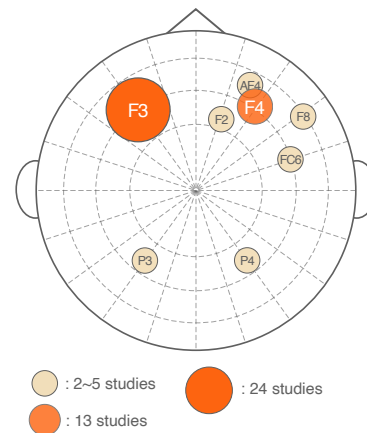 AF4
F3
F4
F2
F8
FC6
P3
P4
: 2~5 studies
: 24 studies
: 13 studies